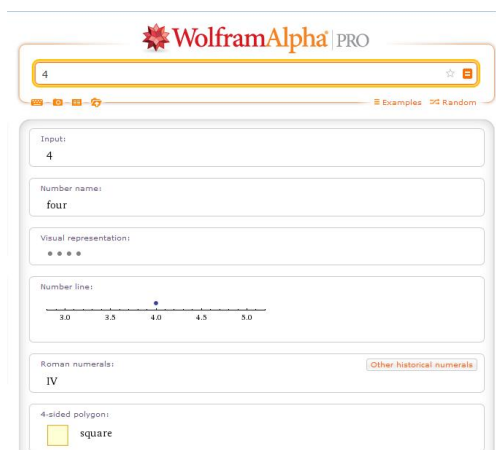 WolframAlpha PRO
4
Examples Random
Input:
4
Number name:
four
Visual representation:
Number line:
3.0 3.5 4.0 4.5 5.0
Roman numerals: Other historical numerals
IV
4-sided polygon:
square